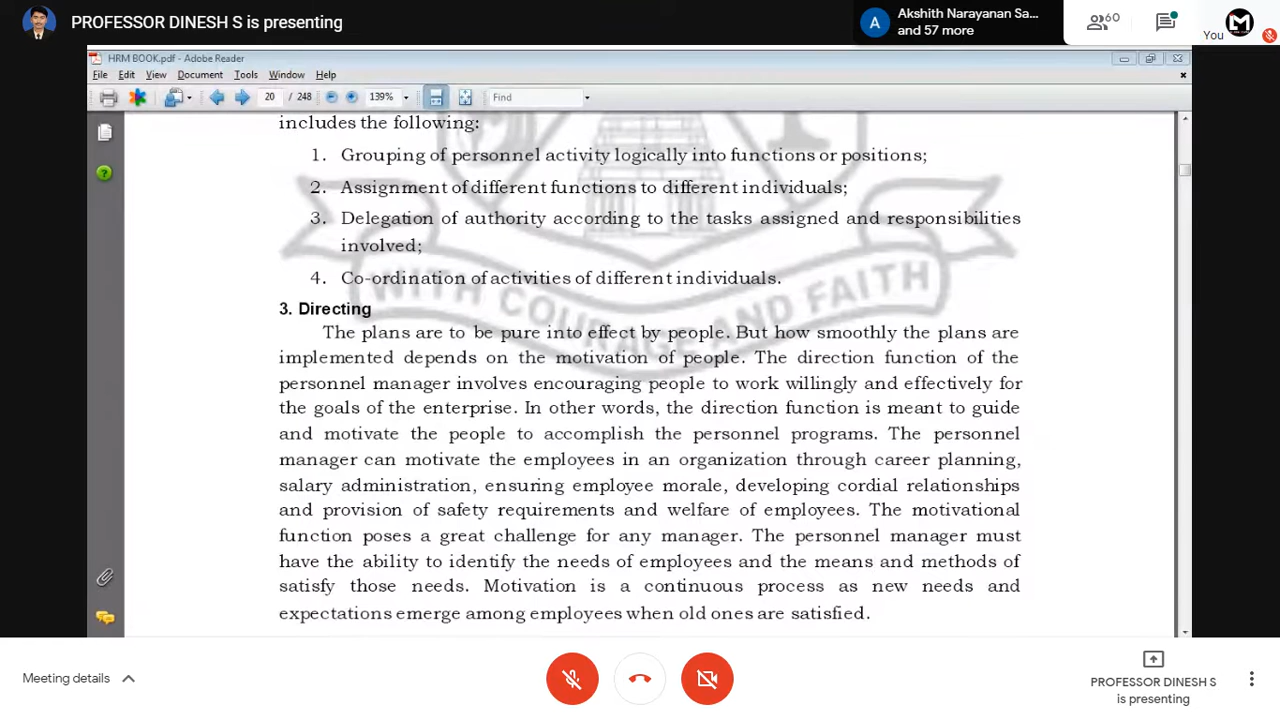 PROFESSOR DINESH S is presenting
A
Akshith Narayanan Sa...
and 57 more
60
You
M
HRM BOOK.pdf - Adobe Reader
File Edit View Document Tools Window Help
20 / 248 139% Find
includes the following:
1. Grouping of personnel activity logically into functions or positions;
2. Assignment of different functions to different individuals;
3. Delegation of authority according to the tasks assigned and responsibilities
involved;
4. Co-ordination of activities of different individuals.
WITH COURAGE AND FAITH
3. Directing
The plans are to be pure into effect by people. But how smoothly the plans are
implemented depends on the motivation of people. The direction function of the
personnel manager involves encouraging people to work willingly and effectively for
the goals of the enterprise. In other words, the direction function is meant to guide
and motivate the people to accomplish the personnel programs. The personnel
manager can motivate the employees in an organization through career planning,
salary administration, ensuring employee morale, developing cordial relationships
and provision of safety requirements and welfare of employees. The motivational
function poses a great challenge for any manager. The personnel manager must
have the ability to identify the needs of employees and the means and methods of
satisfy those needs. Motivation is a continuous process as new needs and
expectations emerge among employees when old ones are satisfied.
Meeting details
PROFESSOR DINESH S
is presenting